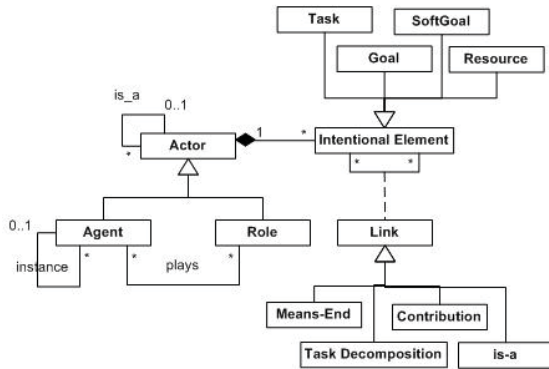 Task
SoftGoal
Goal
Resource
is_a
0..1
*
Actor
1
*
Intentional Element
* *
0..1
Agent
Role
Link
instance
*
*
plays
*
Means-End
Contribution
Task Decomposition
is-a